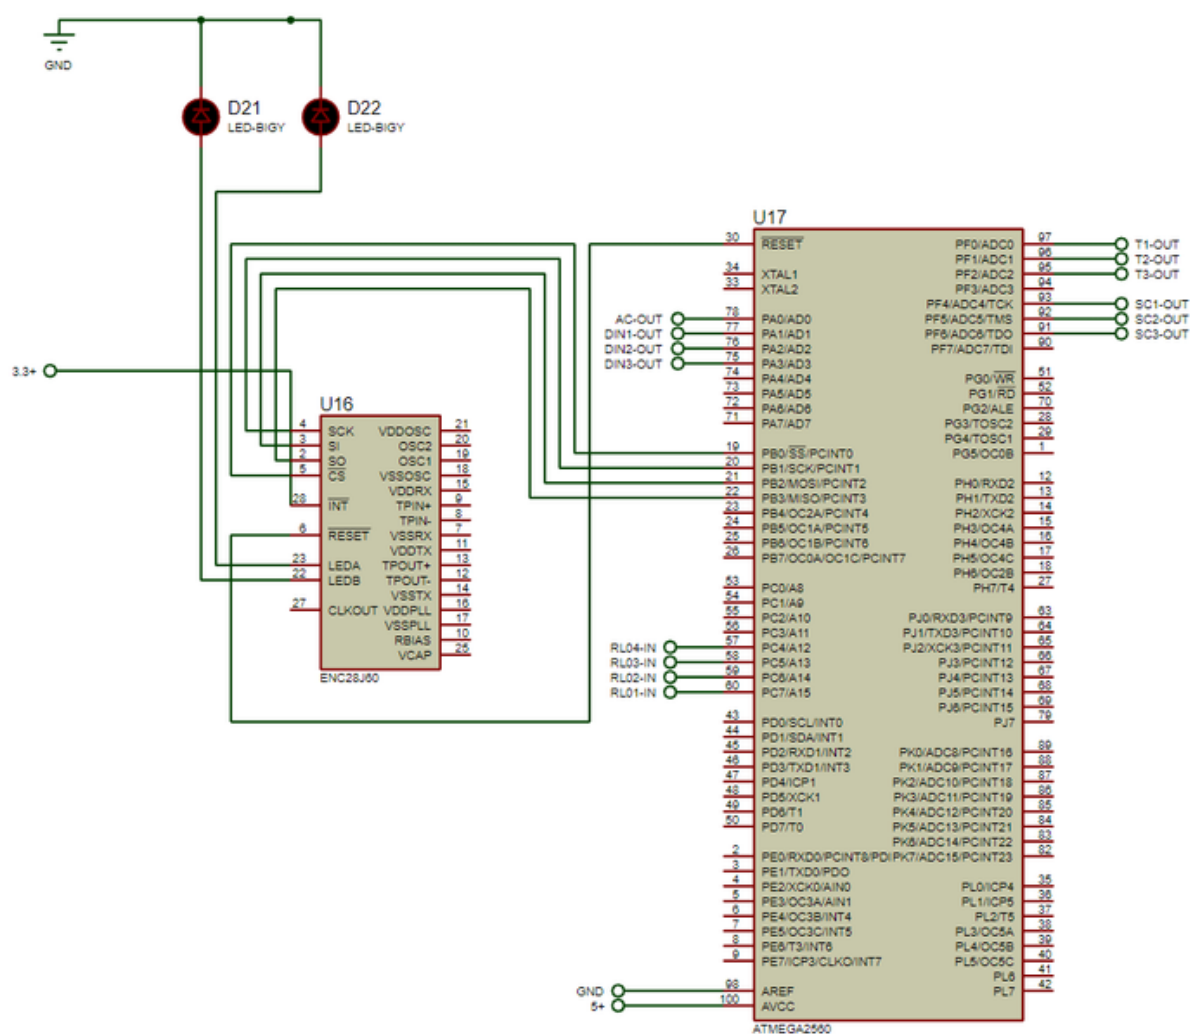 GND
D21
LED-BIGY
D22
LED-BIGY
3.3+
U16
4 SCK VDDOSC 21
3 SI OSC2 20
2 SO OSC1 19
5 CS VSSOSC 18
VDDRX 15
28 INT TPIN+ 9
TPIN- 8
6 RESET VSSRX 7
VDDTX 11
23 LEDA TPOUT+ 13
22 LEDB TPOUT- 12
VSSTX 14
27 CLKOUT VDDPLL 16
VSSPLL 17
RBIAS 10
VCAP 25
ENC28J60
U17
30 RESET PF0/ADC0 97 T1-OUT
PF1/ADC1 96 T2-OUT
34 XTAL1 PF2/ADC2 95 T3-OUT
33 XTAL2 PF3/ADC3 94
PF4/ADC4/TCK 93 SC1-OUT
AC-OUT 78 PA0/AD0 PF5/ADC5/TMS 92 SC2-OUT
DIN1-OUT 77 PA1/AD1 PF6/ADC6/TDO 91 SC3-OUT
DIN2-OUT 76 PA2/AD2 PF7/ADC7/TDI 90
DIN3-OUT 75 PA3/AD3
74 PA4/AD4 PG0/WR 51
73 PA5/AD5 PG1/RD 52
72 PA6/AD6 PG2/ALE 70
71 PA7/AD7 PG3/TOSC2 28
PG4/TOSC1 29
19 PB0/SS/PCINT0 PG5/OC0B 1
20 PB1/SCK/PCINT1
21 PB2/MOSI/PCINT2 PH0/RXD2 12
22 PB3/MISO/PCINT3 PH1/TXD2 13
23 PB4/OC2A/PCINT4 PH2/XCK2 14
24 PB5/OC1A/PCINT5 PH3/OC4A 15
25 PB6/OC1B/PCINT6 PH4/OC4B 16
26 PB7/OC0A/OC1C/PCINT7 PH5/OC4C 17
PH6/OC2B 18
53 PC0/A8 PH7/T4 27
54 PC1/A9
55 PC2/A10 PJ0/RXD3/PCINT9 63
56 PC3/A11 PJ1/TXD3/PCINT10 64
RL04-IN 57 PC4/A12 PJ2/XCK3/PCINT11 65
RL03-IN 58 PC5/A13 PJ3/PCINT12 66
RL02-IN 59 PC6/A14 PJ4/PCINT13 67
RL01-IN 60 PC7/A15 PJ5/PCINT14 68
PJ6/PCINT15 69
43 PD0/SCL/INT0 PJ7 79
44 PD1/SDA/INT1
45 PD2/RXD1/INT2 PK0/ADC8/PCINT16 89
46 PD3/TXD1/INT3 PK1/ADC9/PCINT17 88
47 PD4/ICP1 PK2/ADC10/PCINT18 87
48 PD5/XCK1 PK3/ADC11/PCINT19 86
49 PD6/T1 PK4/ADC12/PCINT20 85
50 PD7/T0 PK5/ADC13/PCINT21 84
PK6/ADC14/PCINT22 83
2 PE0/RXD0/PCINT8/PDI PK7/ADC15/PCINT23 82
3 PE1/TXD0/PDO
4 PE2/XCK0/AIN0 PL0/ICP4 35
5 PE3/OC3A/AIN1 PL1/ICP5 36
6 PE4/OC3B/INT4 PL2/T5 37
7 PE5/OC3C/INT5 PL3/OC5A 38
8 PE6/T3/INT6 PL4/OC5B 39
9 PE7/ICP3/CLKO/INT7 PL5/OC5C 40
PL6 41
GND 98 AREF PL7 42
5+ 100 AVCC
ATMEGA2560